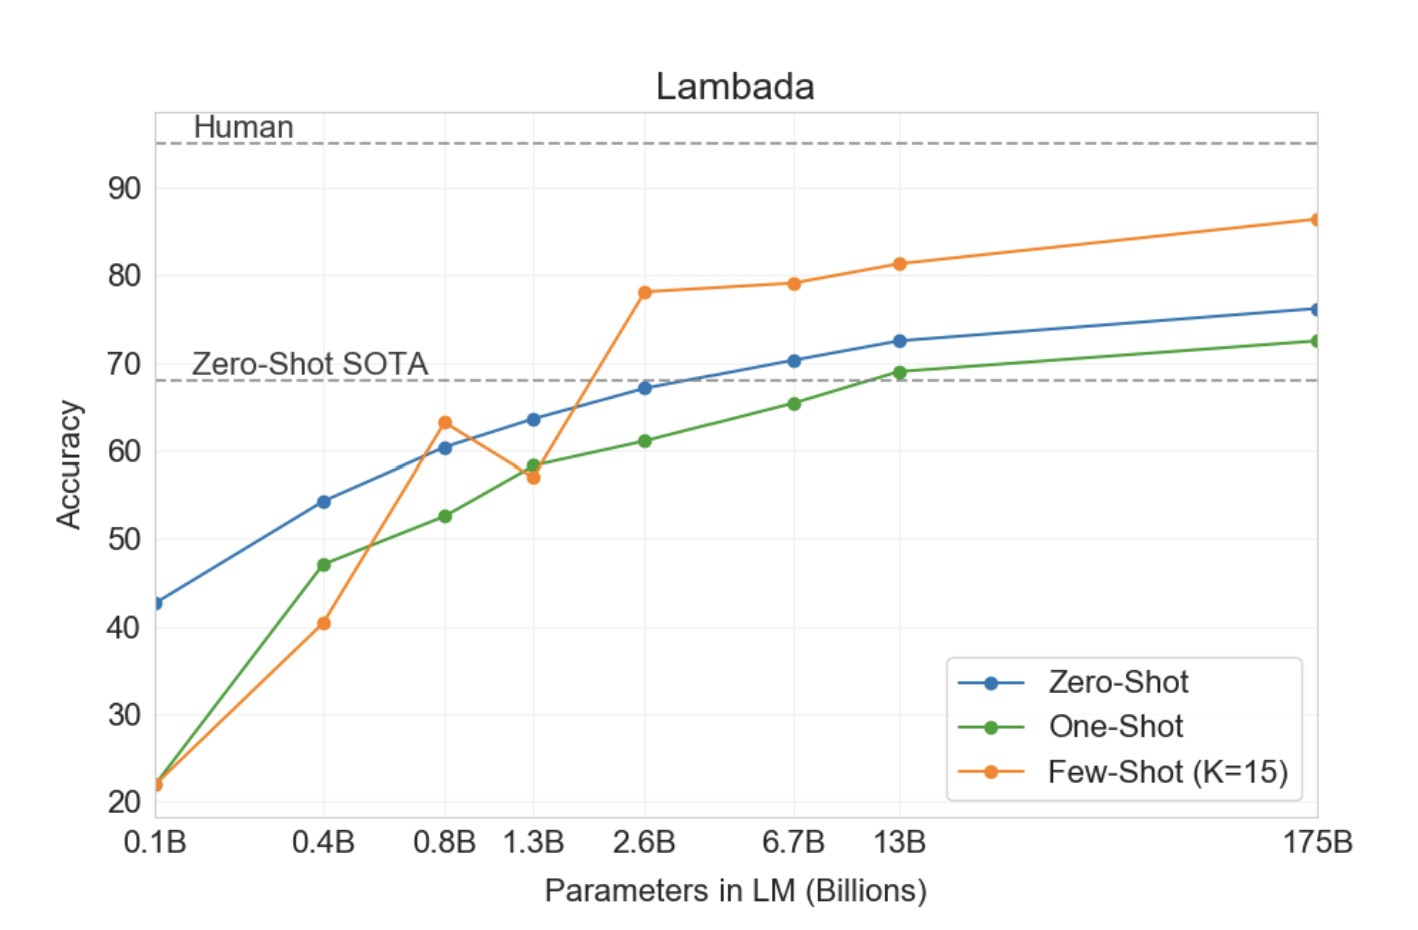 Lambada
Human
90
80
70
Zero-Shot SOTA
60
50
40
30
20
Accuracy
Zero-Shot
One-Shot
Few-Shot (K=15)
0.1B 0.4B 0.8B 1.3B 2.6B 6.7B 13B 175B
Parameters in LM (Billions)